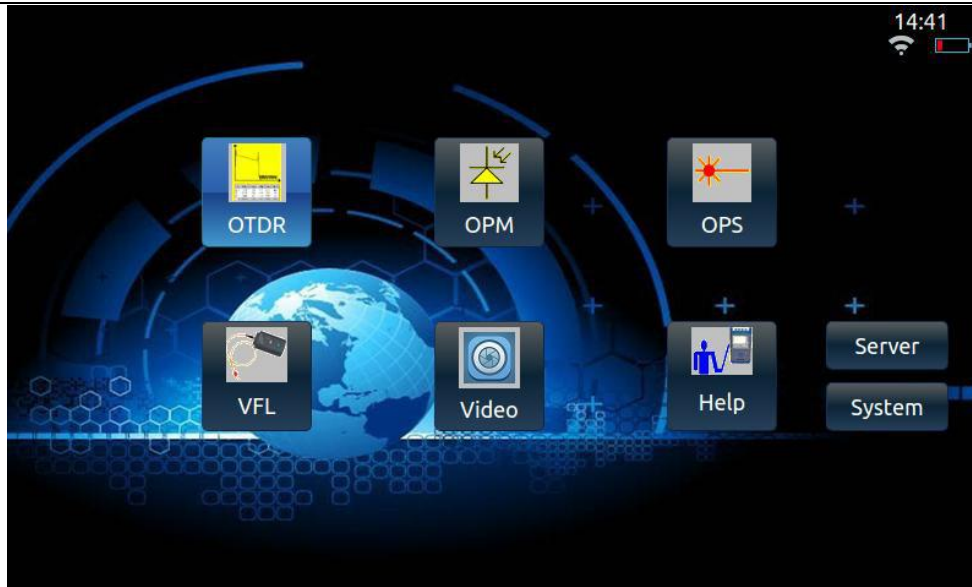 14:41
OTDR
OPM
OPS
VFL
Video
Help
Server
System